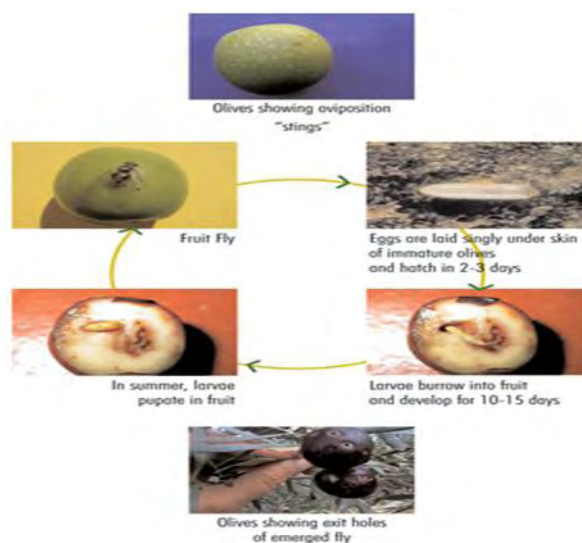 Olives showing oviposition
"stings"
Fruit Fly
Eggs are laid singly under skin
of immature olives
and hatch in 2-3 days
In summer, larvae
pupate in fruit
Larvae burrow into fruit
and develop for 10-15 days
Olives showing exit holes
of emerged fly